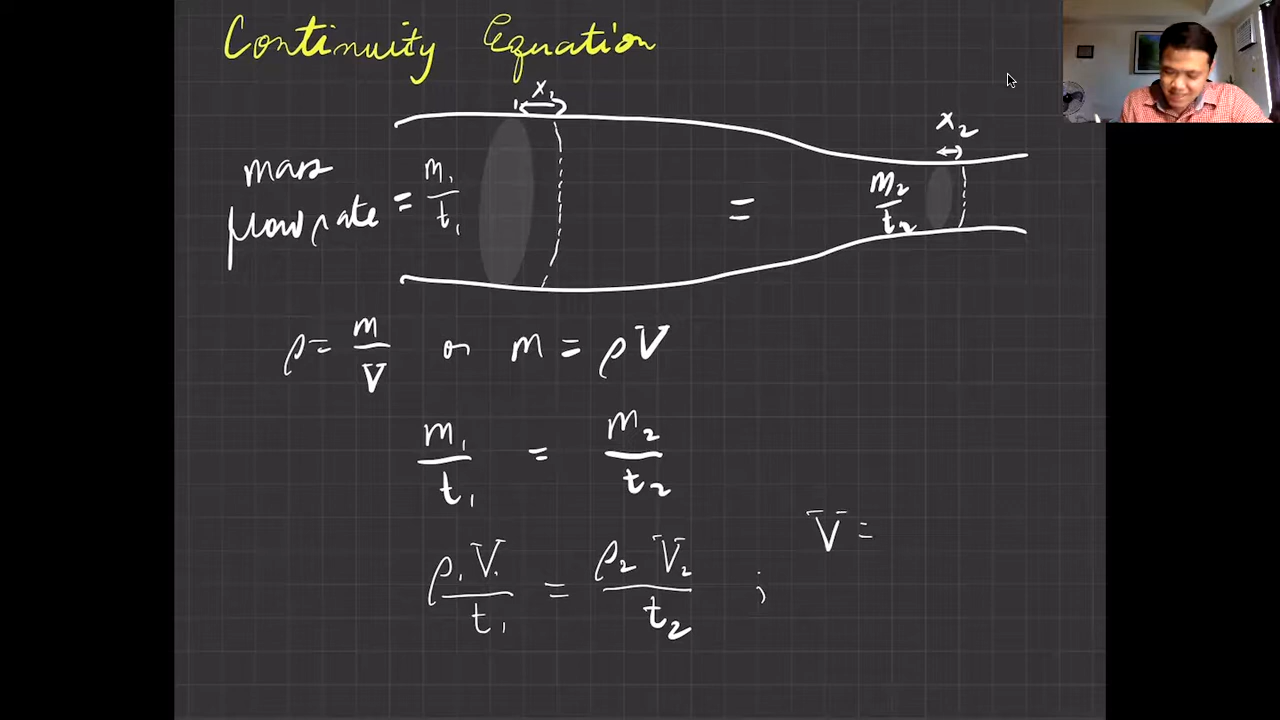 Continuity Equation
x₁
x₂
mass flow rate = m₁/t₁ = m₂/t₂
ρ = m/V or m = ρV
m₁/t₁ = m₂/t₂
V =
ρ₁V₁/t₁ = ρ₂V₂/t₂ ;